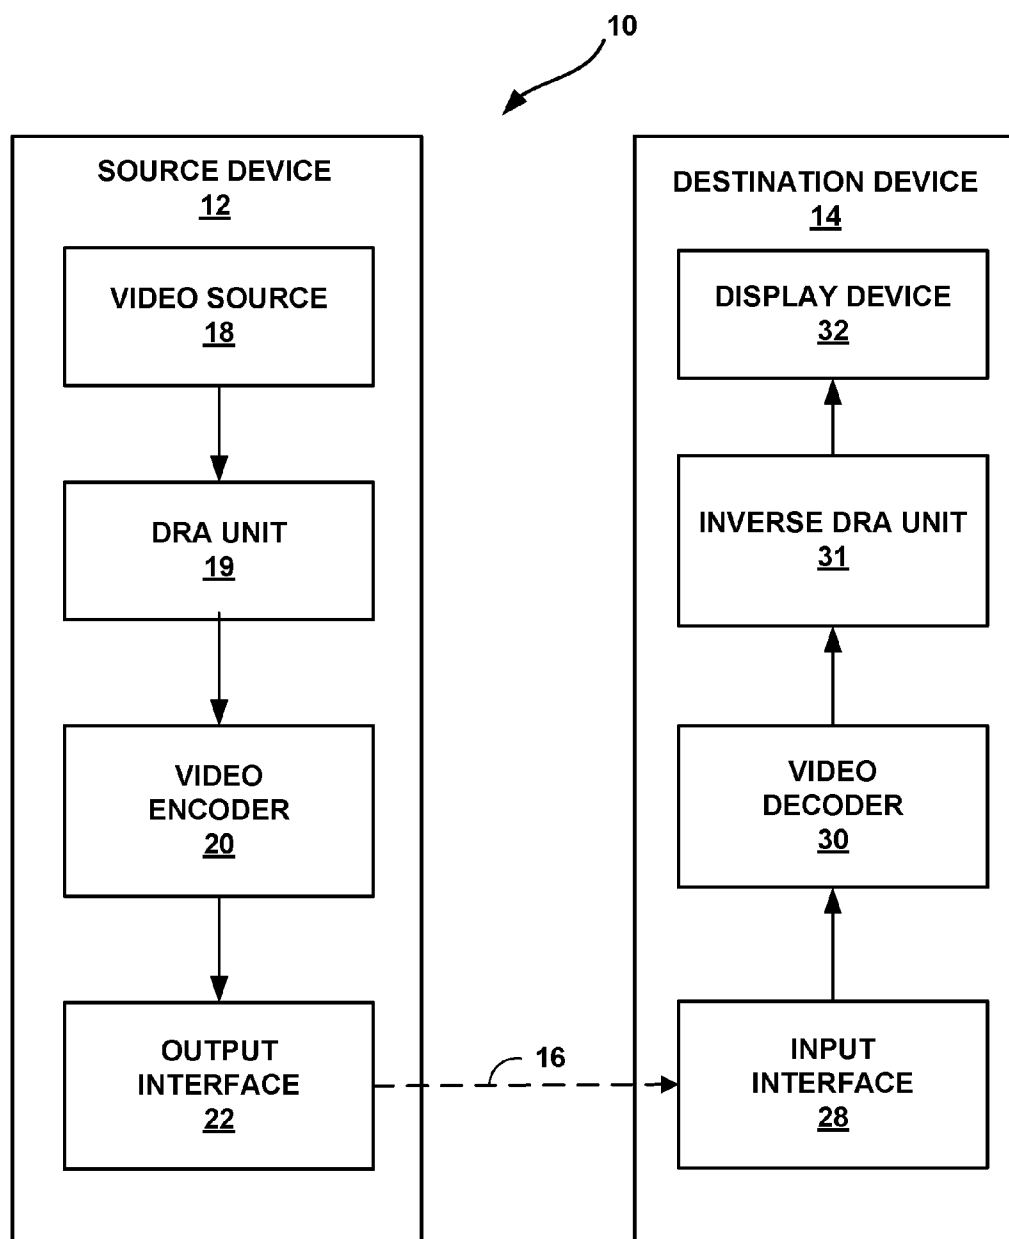 10
SOURCE DEVICE
12
VIDEO SOURCE
18
DRA UNIT
19
VIDEO
ENCODER
20
OUTPUT
INTERFACE
22
16
DESTINATION DEVICE
14
DISPLAY DEVICE
32
INVERSE DRA UNIT
31
VIDEO
DECODER
30
INPUT
INTERFACE
28